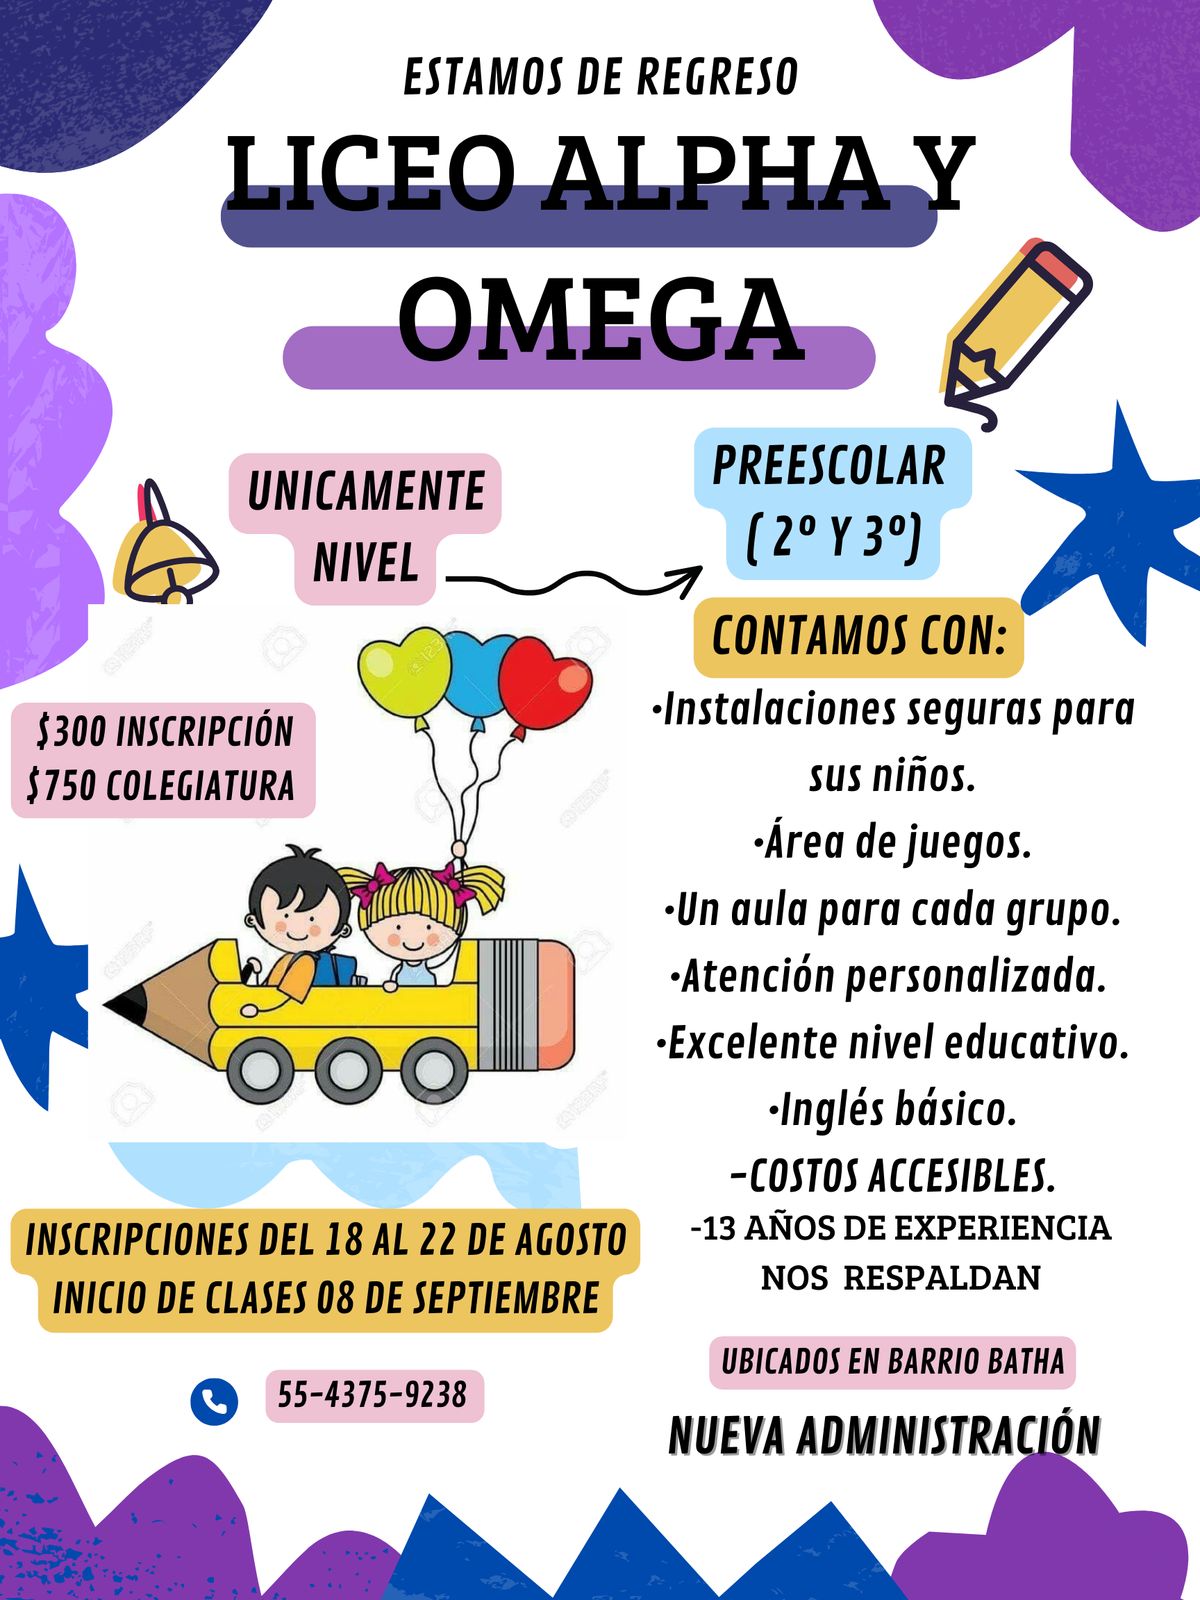 ESTAMOS DE REGRESO
LICEO ALPHA Y
OMEGA
UNICAMENTE
NIVEL
PREESCOLAR
( 2º Y 3º)
CONTAMOS CON:
•Instalaciones seguras para
sus niños.
•Área de juegos.
•Un aula para cada grupo.
•Atención personalizada.
•Excelente nivel educativo.
•Inglés básico.
-COSTOS ACCESIBLES.
-13 AÑOS DE EXPERIENCIA
NOS RESPALDAN
$300 INSCRIPCIÓN
$750 COLEGIATURA
INSCRIPCIONES DEL 18 AL 22 DE AGOSTO
INICIO DE CLASES 08 DE SEPTIEMBRE
55-4375-9238
UBICADOS EN BARRIO BATHA
NUEVA ADMINISTRACIÓN